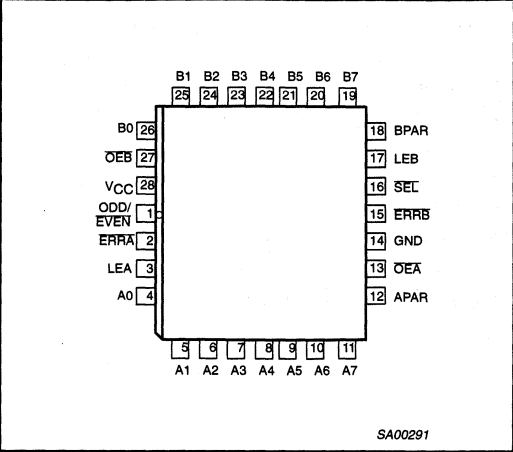 B1 B2 B3 B4 B5 B6 B7
25 24 23 22 21 20 19
B0 26 18 BPAR
OEB 27 17 LEB
VCC 28 16 SEL
ODD/
EVEN 1 15 ERRB
ERRA 2 14 GND
LEA 3 13 OEA
A0 4 12 APAR
5 6 7 8 9 10 11
A1 A2 A3 A4 A5 A6 A7
SA00291